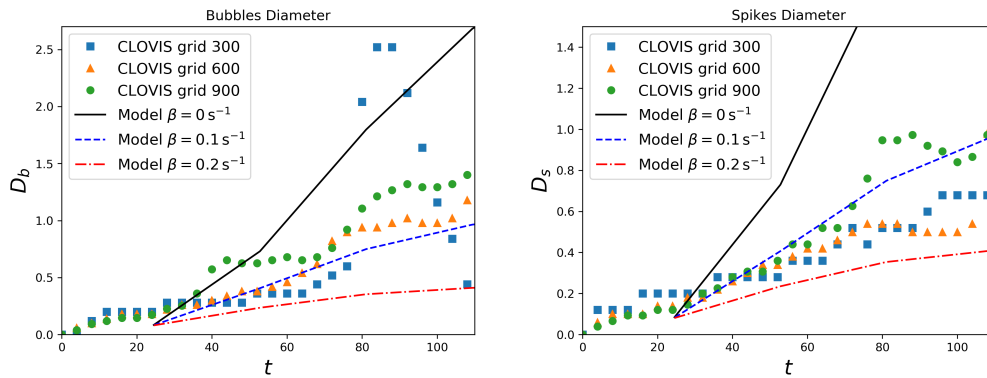 Bubbles Diameter
2.5
2.0
1.5
1.0
0.5
0.0
D_b
CLOVIS grid 300
CLOVIS grid 600
CLOVIS grid 900
Model β = 0 s⁻¹
Model β = 0.1 s⁻¹
Model β = 0.2 s⁻¹
0 20 40 60 80 100
t
Spikes Diameter
1.4
1.2
1.0
0.8
0.6
0.4
0.2
0.0
D_s
CLOVIS grid 300
CLOVIS grid 600
CLOVIS grid 900
Model β = 0 s⁻¹
Model β = 0.1 s⁻¹
Model β = 0.2 s⁻¹
0 20 40 60 80 100
t